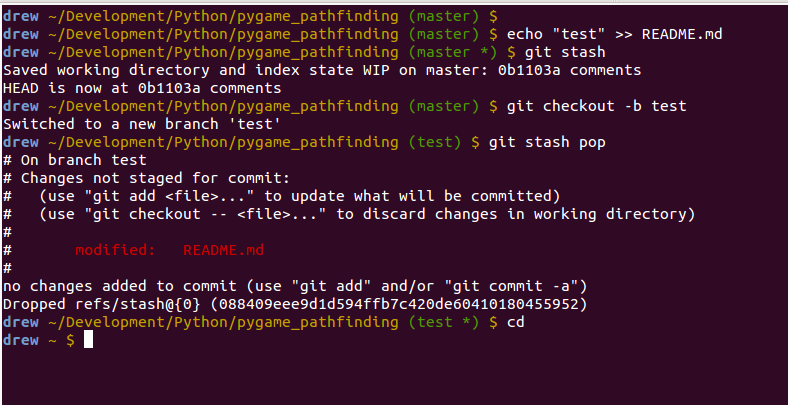 drew ~/Development/Python/pygame_pathfinding (master) $
drew ~/Development/Python/pygame_pathfinding (master) $ echo "test" >> README.md
drew ~/Development/Python/pygame_pathfinding (master *) $ git stash
Saved working directory and index state WIP on master: 0b1103a comments
HEAD is now at 0b1103a comments
drew ~/Development/Python/pygame_pathfinding (master) $ git checkout -b test
Switched to a new branch 'test'
drew ~/Development/Python/pygame_pathfinding (test) $ git stash pop
# On branch test
# Changes not staged for commit:
#   (use "git add <file>..." to update what will be committed)
#   (use "git checkout -- <file>..." to discard changes in working directory)
#
#       modified:   README.md
#
no changes added to commit (use "git add" and/or "git commit -a")
Dropped refs/stash@{0} (088409eee9d1d594ffb7c420de60410180455952)
drew ~/Development/Python/pygame_pathfinding (test *) $ cd
drew ~ $